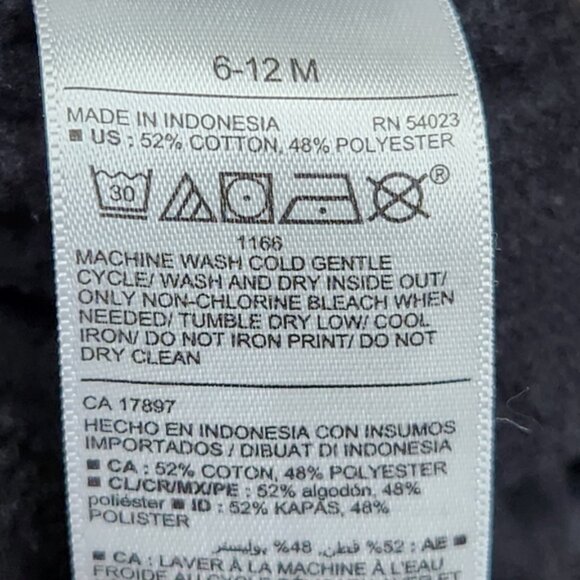 6-12 M
MADE IN INDONESIA RN 54023
■ US : 52% COTTON, 48% POLYESTER
30 ®
1166
MACHINE WASH COLD GENTLE
CYCLE/ WASH AND DRY INSIDE OUT/
ONLY NON-CHLORINE BLEACH WHEN
NEEDED/ TUMBLE DRY LOW/ COOL
IRON/ DO NOT IRON PRINT/ DO NOT
DRY CLEAN
CA 17897
HECHO EN INDONESIA CON INSUMOS
IMPORTADOS / DIBUAT DI INDONESIA
■ CA : 52% COTON, 48% POLYESTER
■ CL/CR/MX/PE : 52% algodón, 48%
poliéster ■ ID : 52% KAPAS, 48%
POLISTER
■ AE : 52% قطن, 48% بوليستر
■ CA : LAVER À LA MACHINE À L'EAU